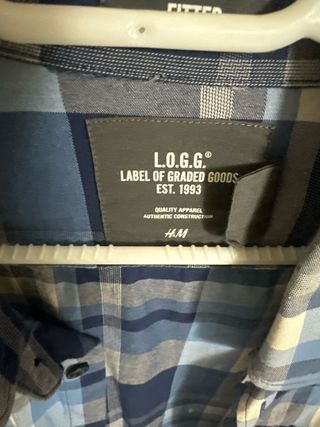 FITTED
L.O.G.G.®
LABEL OF GRADED GOODS
EST. 1993
QUALITY APPAREL
AUTHENTIC CONSTRUCTION
H&M